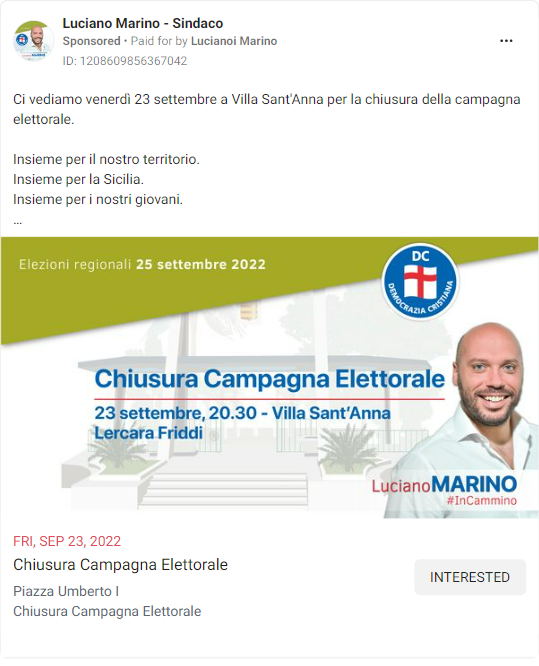 Luciano Marino - Sindaco
Sponsored • Paid for by Lucianoi Marino
ID: 1208609856367042
Ci vediamo venerdì 23 settembre a Villa Sant'Anna per la chiusura della campagna
elettorale.
Insieme per il nostro territorio.
Insieme per la Sicilia.
Insieme per i nostri giovani.
...
Elezioni regionali 25 settembre 2022
DC
DEMOCRAZIA CRISTIANA
Chiusura Campagna Elettorale
23 settembre, 20.30 - Villa Sant'Anna
Lercara Friddi
LucianoMARINO
#InCammino
FRI, SEP 23, 2022
Chiusura Campagna Elettorale
Piazza Umberto I
Chiusura Campagna Elettorale
INTERESTED